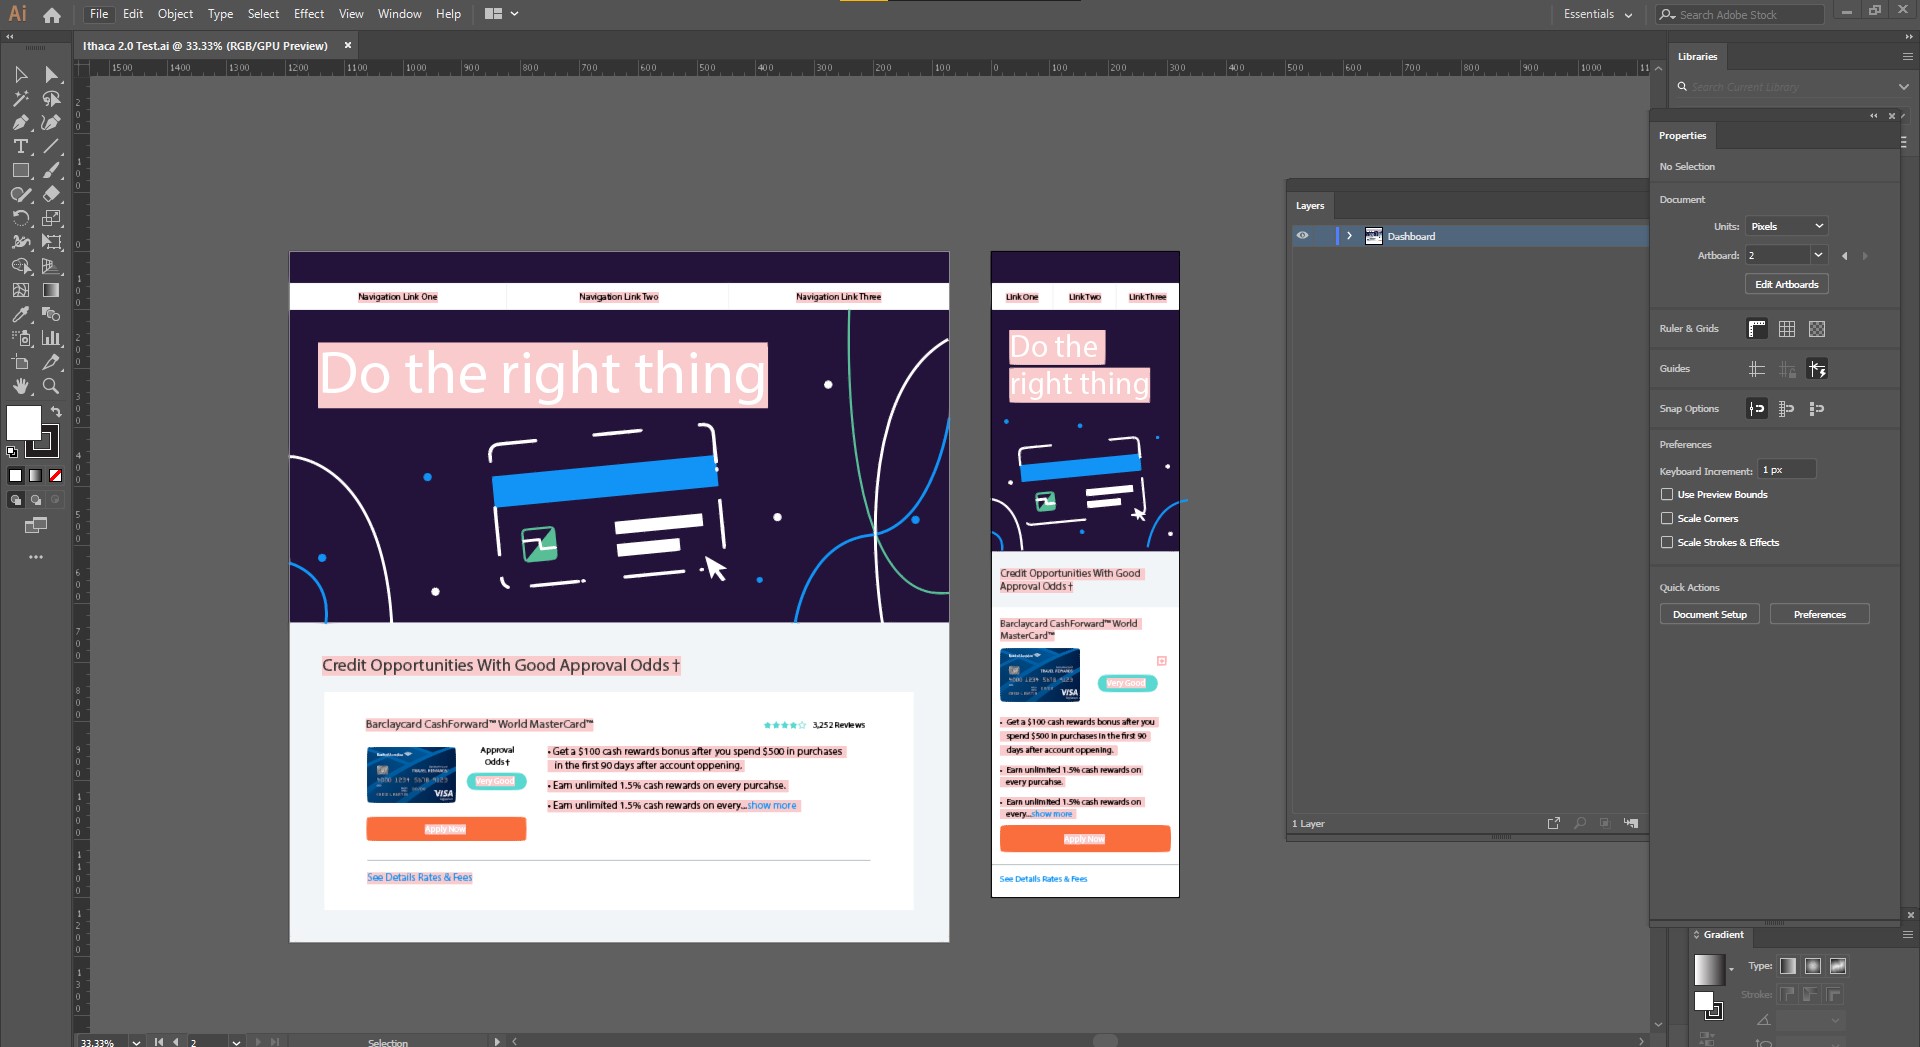 Ai
File Edit Object Type Select Effect View Window Help
Essentials
Search Adobe Stock
Ithaca 2.0 Test.ai @ 33.33% (RGB/GPU Preview)
1500 1400 1300 1200 1100 1000 900 800 700 600 500 400 300 200 100 0 100 200 300 400 500 600 700 800 900 1000 11
Libraries
Search Current Library
Properties
No Selection
Document
Units: Pixels
Artboard: 2
Edit Artboards
Ruler & Grids
Guides
Snap Options
Preferences
Keyboard Increment: 1 px
Use Preview Bounds
Scale Corners
Scale Strokes & Effects
Quick Actions
Document Setup Preferences
Layers
Dashboard
1 Layer
Gradient
Type:
Stroke:
Navigation Link One Navigation Link Two Navigation Link Three
Do the right thing
Credit Opportunities With Good Approval Odds †
Barclaycard CashForward™ World MasterCard™
3,252 Reviews
Approval
Odds †
Very Good
TRAVEL REWARDS
VISA
• Get a $100 cash rewards bonus after you spend $500 in purchases
in the first 90 days after account oppening.
• Earn unlimited 1.5% cash rewards on every purcahse.
• Earn unlimited 1.5% cash rewards on every...show more
Apply Now
See Details Rates & Fees
Link One Link Two Link Three
Do the
right thing
Credit Opportunities With Good
Approval Odds †
Barclaycard CashForward™ World
MasterCard™
TRAVEL REWARDS
VISA
Very Good
• Get a $100 cash rewards bonus after you
spend $500 in purchases in the first 90
days after account oppening.
• Earn unlimited 1.5% cash rewards on
every purcahse.
• Earn unlimited 1.5% cash rewards on
every...show more
Apply Now
See Details Rates & Fees
33.33%
2
Selection